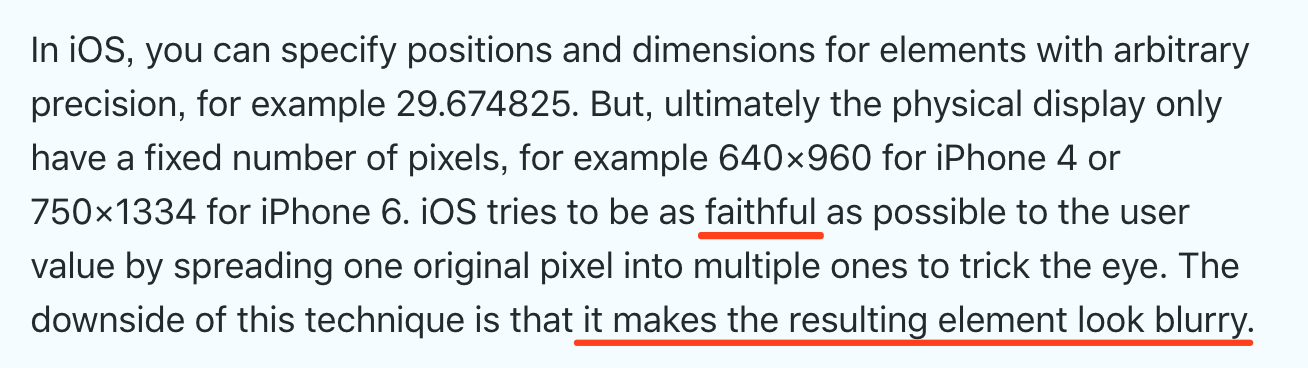 In iOS, you can specify positions and dimensions for elements with arbitrary
precision, for example 29.674825. But, ultimately the physical display only
have a fixed number of pixels, for example 640×960 for iPhone 4 or
750×1334 for iPhone 6. iOS tries to be as faithful as possible to the user
value by spreading one original pixel into multiple ones to trick the eye. The
downside of this technique is that it makes the resulting element look blurry.